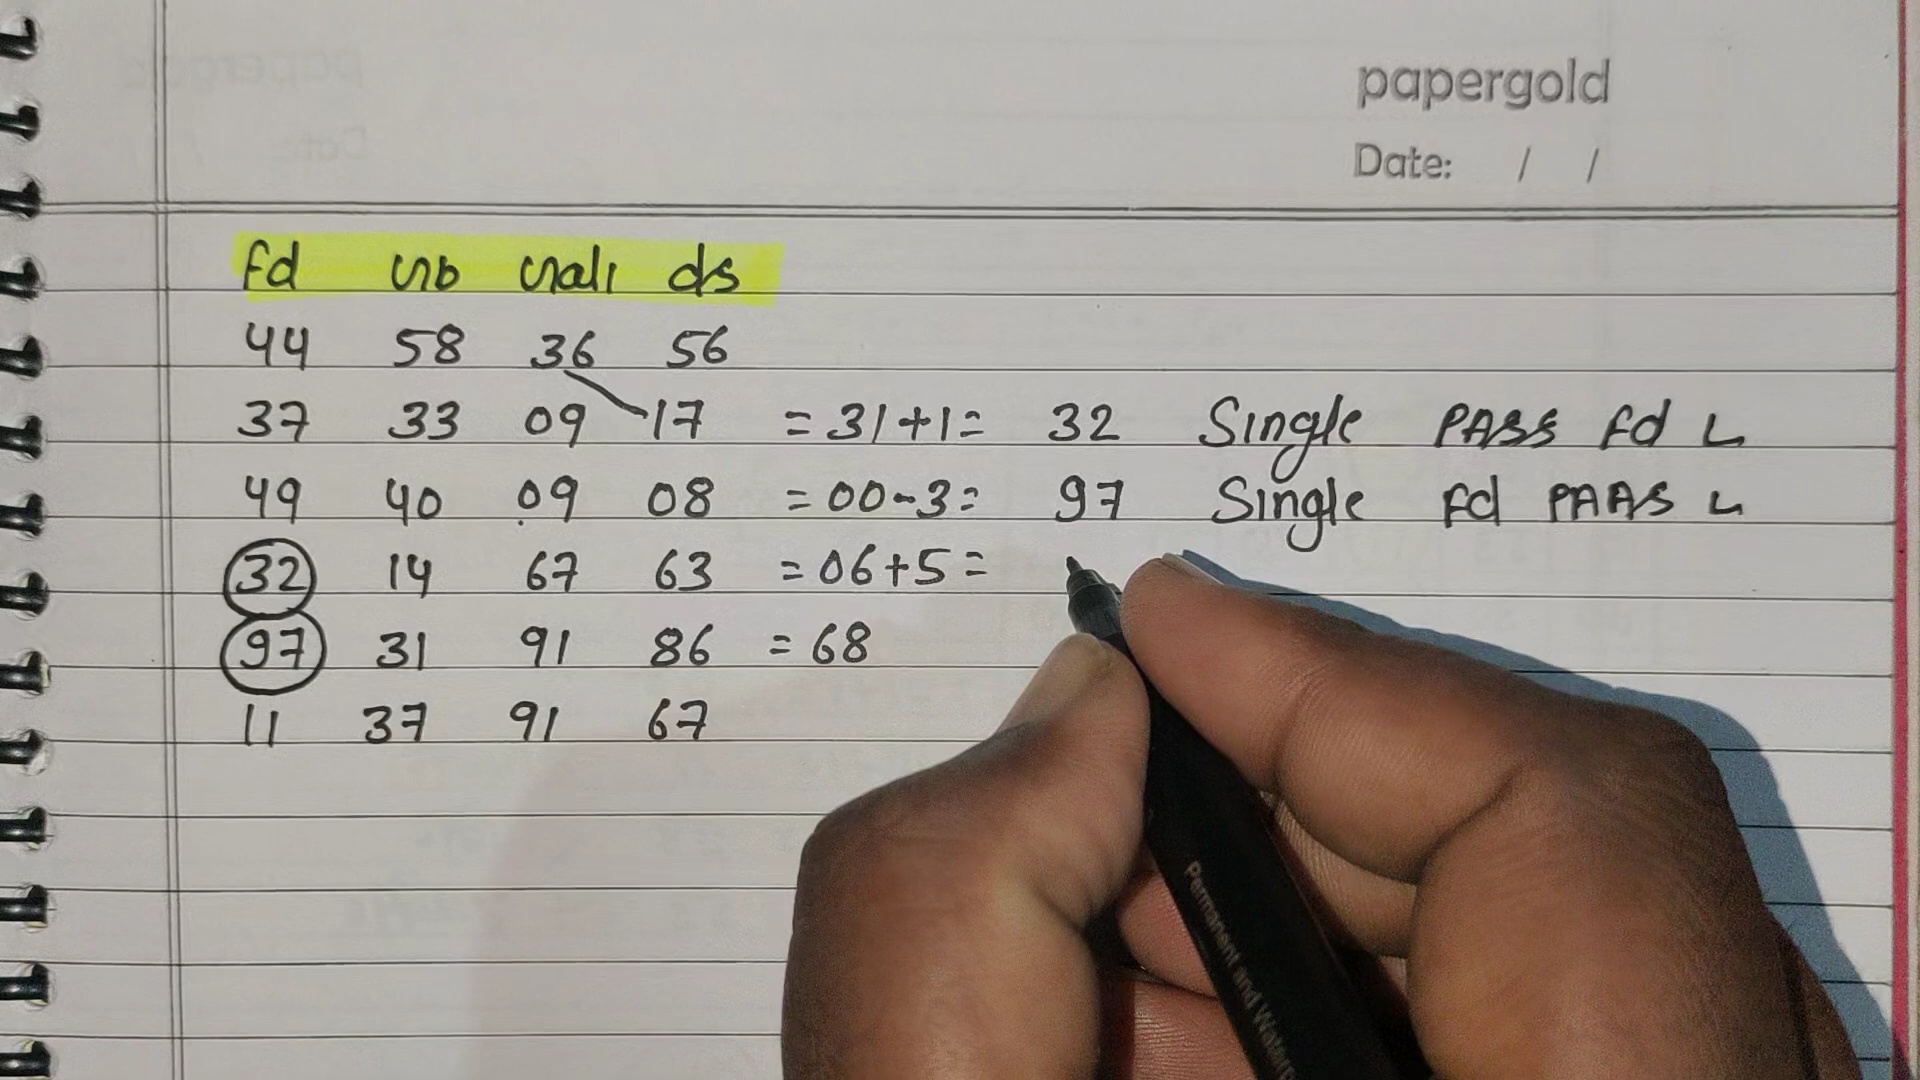 papergold
Date: / /
Fd Gb Gali ds
44 58 36 56
37 33 09 17 = 31+1= 32 Single PASS Fd L
49 40 09 08 = 00-3= 97 Single Fd PAAS L
32 14 67 63 = 06+5=
97 31 91 86 = 68
11 37 91 67
Permanent and